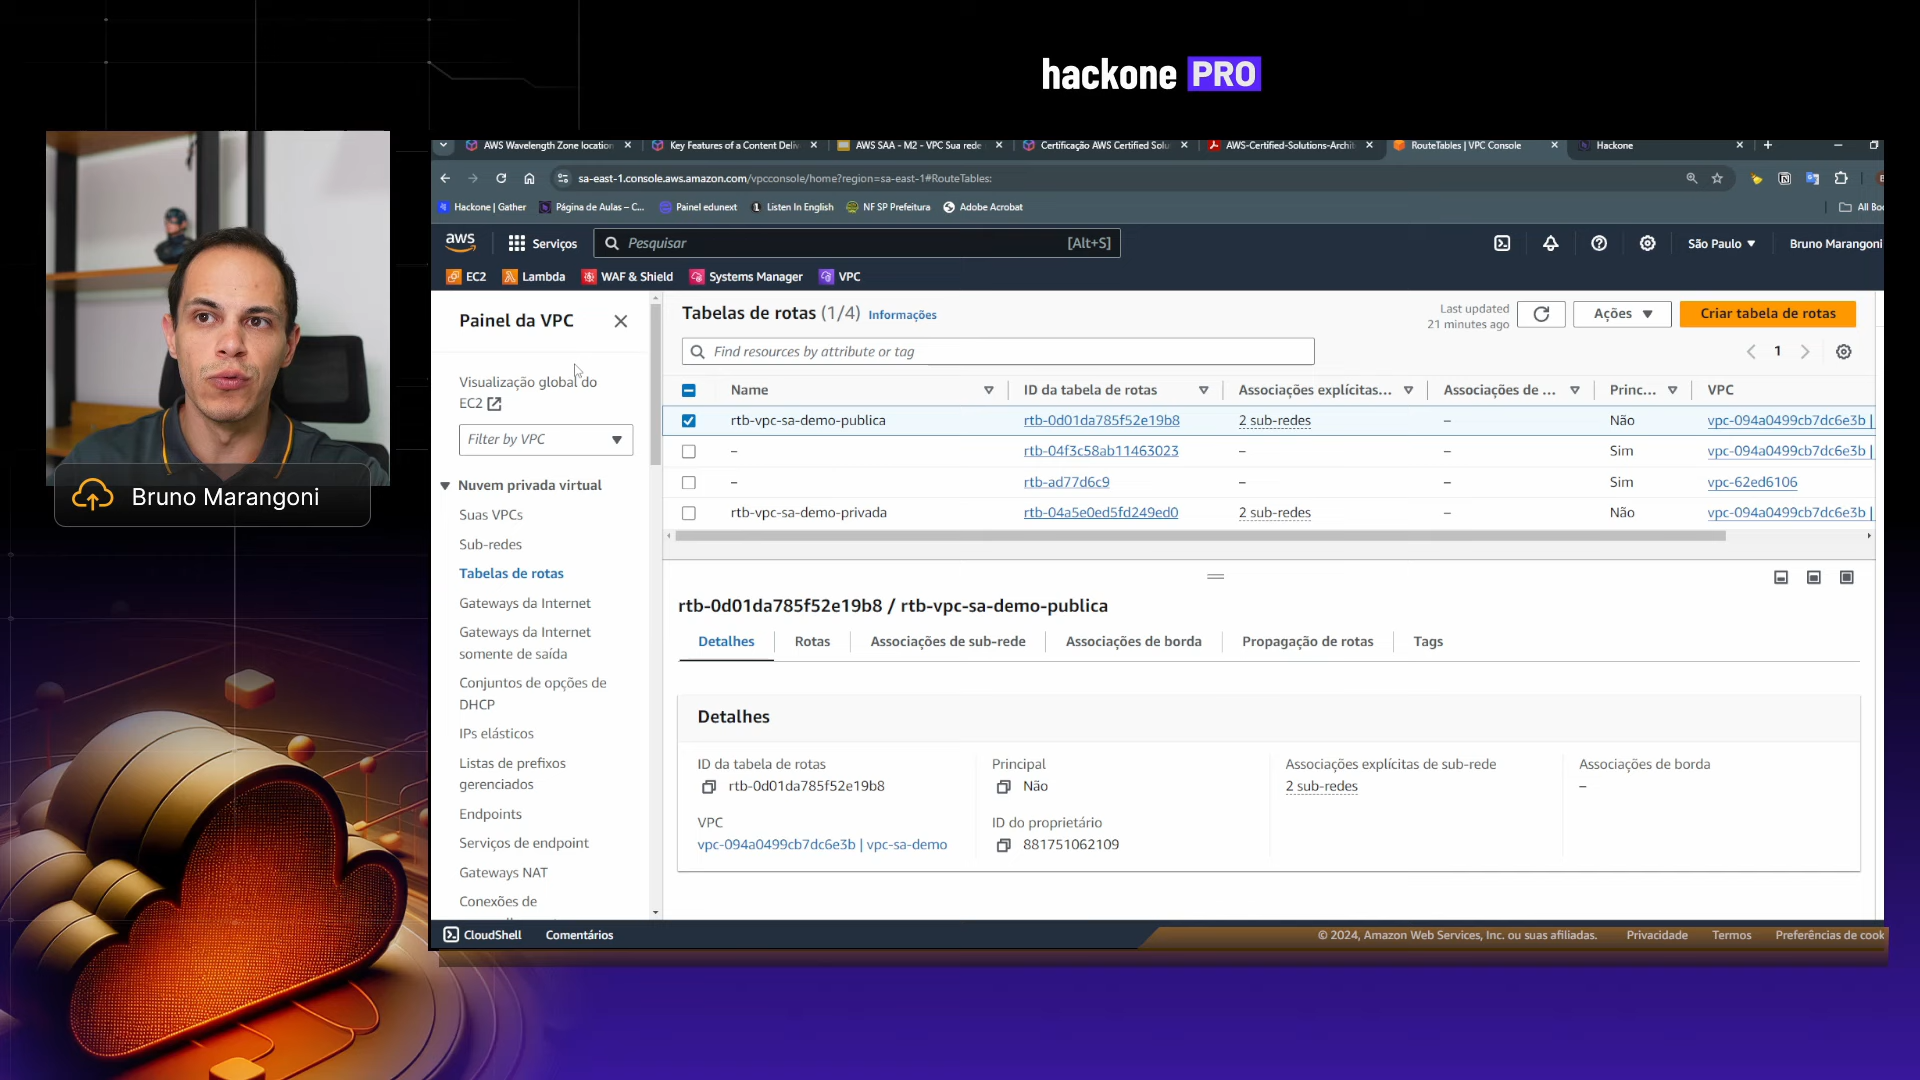 hackone PRO
Bruno Marangoni
AWS Wavelength Zone location
Key Features of a Content Deliv
AWS SAA - M2 - VPC Sua rede
Certificação AWS Certified Solu
AWS-Certified-Solutions-Archit
RouteTables | VPC Console
Hackone
sa-east-1.console.aws.amazon.com/vpcconsole/home?region=sa-east-1#RouteTables:
Hackone | Gather
Página de Aulas – C...
Painel edunext
Listen In English
NF SP Prefeitura
Adobe Acrobat
All Boo
aws
Serviços
Pesquisar
[Alt+S]
São Paulo
Bruno Marangoni
EC2
Lambda
WAF & Shield
Systems Manager
VPC
Painel da VPC
Visualização global do
EC2
Filter by VPC
Nuvem privada virtual
Suas VPCs
Sub-redes
Tabelas de rotas
Gateways da Internet
Gateways da Internet
somente de saída
Conjuntos de opções de
DHCP
IPs elásticos
Listas de prefixos
gerenciados
Endpoints
Serviços de endpoint
Gateways NAT
Conexões de
Tabelas de rotas (1/4) Informações
Last updated
21 minutes ago
Ações
Criar tabela de rotas
Find resources by attribute or tag
1
Name ID da tabela de rotas Associações explícitas... Associações de ... Princ... VPC
rtb-vpc-sa-demo-publica rtb-0d01da785f52e19b8 2 sub-redes – Não vpc-094a0499cb7dc6e3b |
– rtb-04f3c58ab11463023 – – Sim vpc-094a0499cb7dc6e3b |
– rtb-ad77d6c9 – – Sim vpc-62ed6106
rtb-vpc-sa-demo-privada rtb-04a5e0ed5fd249ed0 2 sub-redes – Não vpc-094a0499cb7dc6e3b |
rtb-0d01da785f52e19b8 / rtb-vpc-sa-demo-publica
Detalhes
Rotas
Associações de sub-rede
Associações de borda
Propagação de rotas
Tags
Detalhes
ID da tabela de rotas
rtb-0d01da785f52e19b8
Principal
Não
Associações explícitas de sub-rede
2 sub-redes
Associações de borda
–
VPC
vpc-094a0499cb7dc6e3b | vpc-sa-demo
ID do proprietário
881751062109
CloudShell
Comentários
© 2024, Amazon Web Services, Inc. ou suas afiliadas.
Privacidade
Termos
Preferências de cook